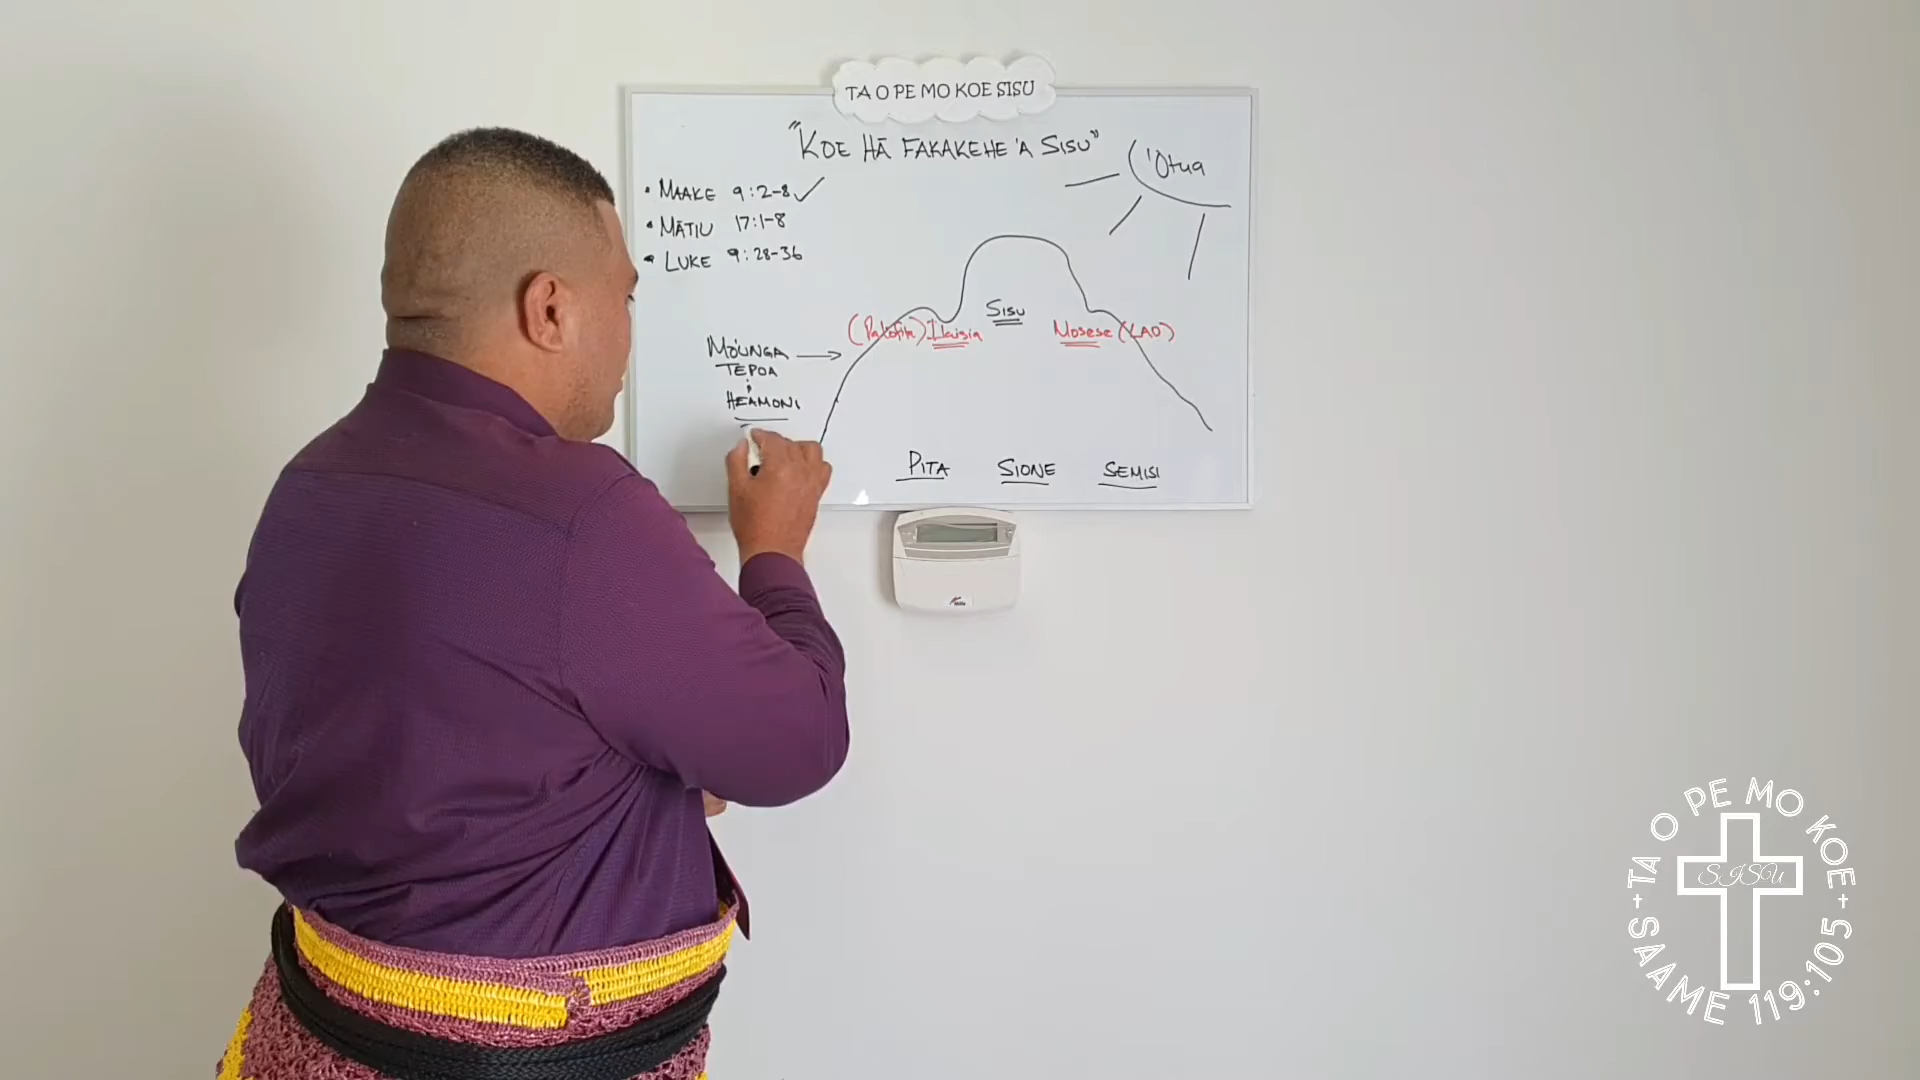 TA O PE MO KOE SISU
"KOE HĀ FAKAKEHE 'A SISU"
'Otua
• MAAKE 9:2-8 ✓
• MĀTIU 17:1-8
• LUKE 9:28-36
Sisu
(Palōfita) Ilaisia
Mosese (LAO)
MO'UNGA
TEPOA
HEAMONI
PITA SIONE SEMISI
TA O PE MO KOE
SISU
SAAME 119:105